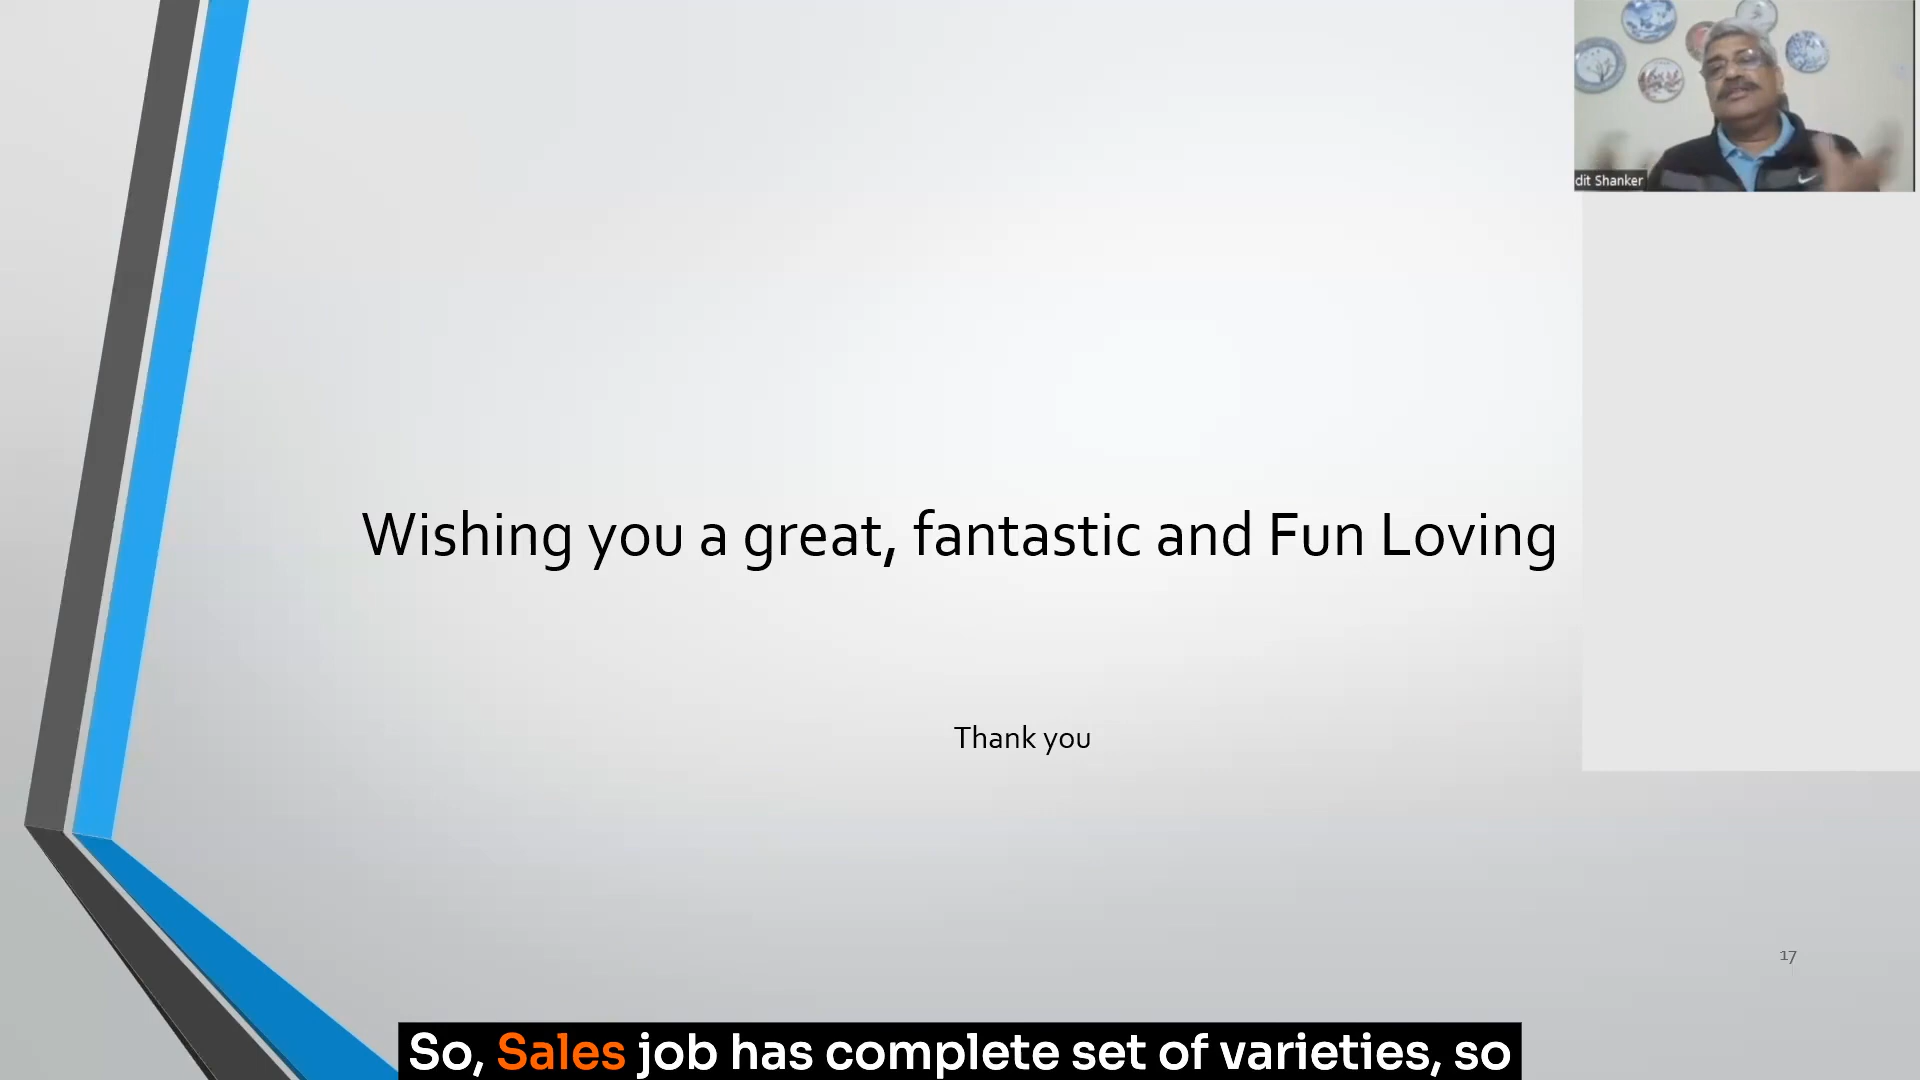 dit Shanker
Wishing you a great, fantastic and Fun Loving
Thank you
17
So, Sales job has complete set of varieties, so